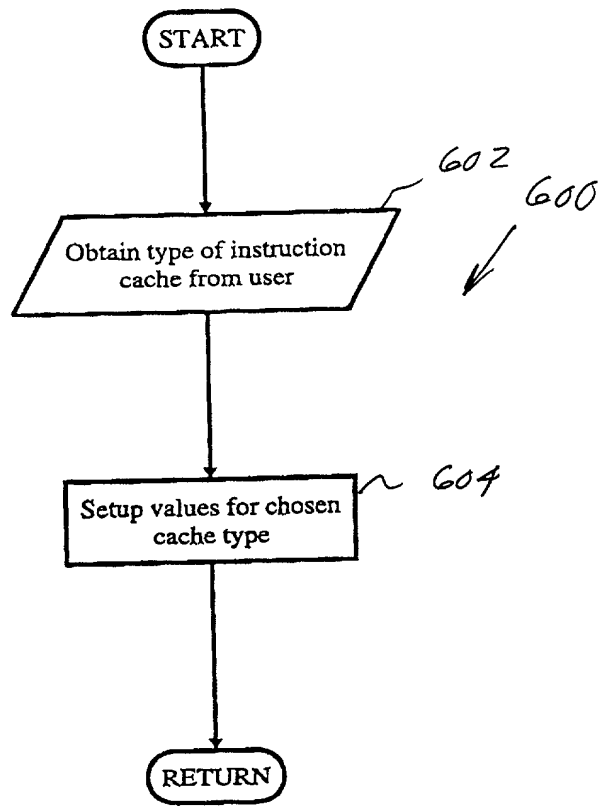 START
602
600
Obtain type of instruction
cache from user
604
Setup values for chosen
cache type
RETURN